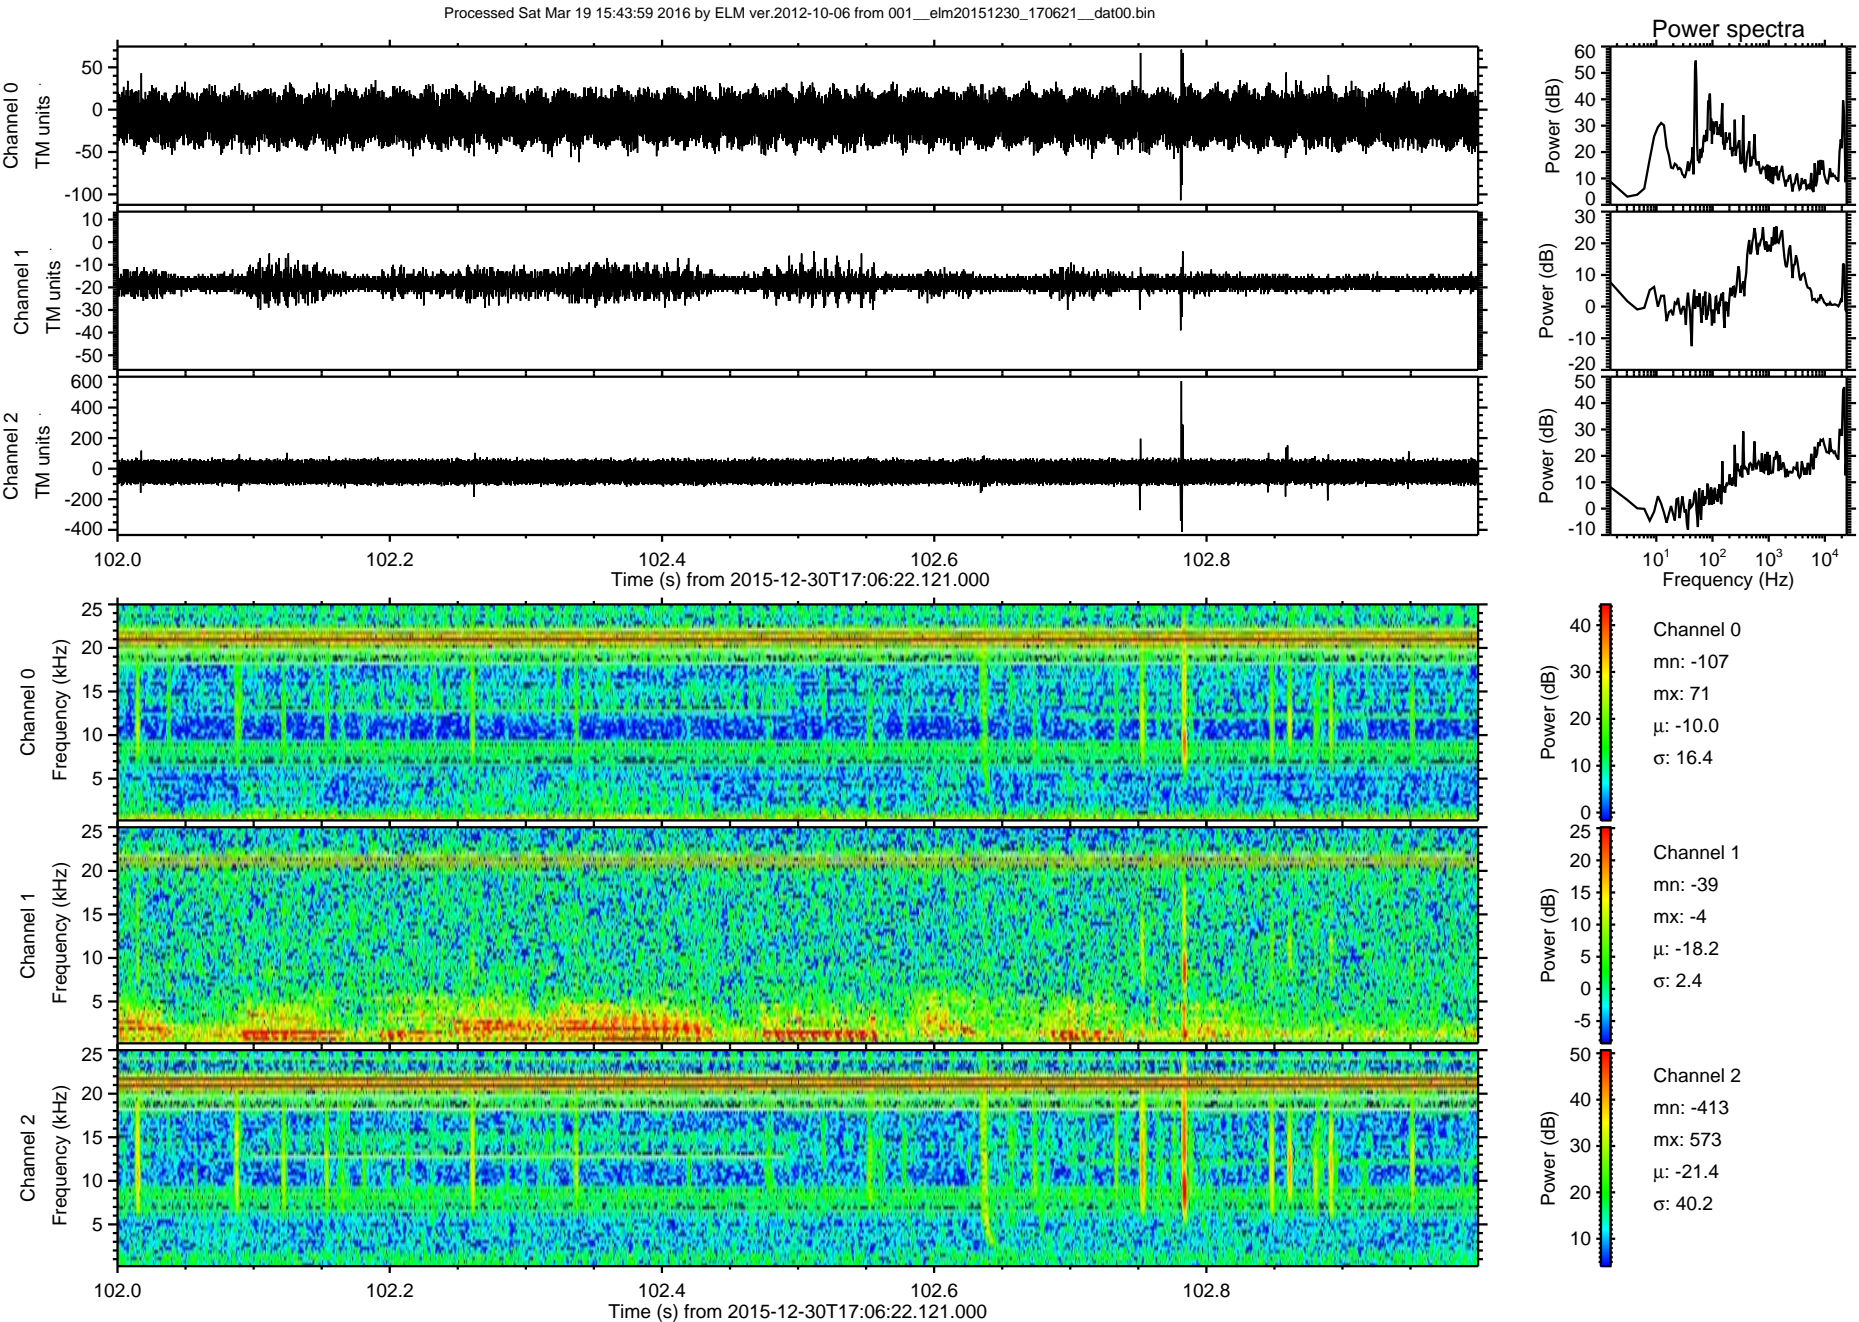 Processed Sat Mar 19 15:43:59 2016 by ELM ver.2012-10-06 from 001__elm20151230_170621__dat00.bin
Power spectra
Channel 0
TM units
50
0
-50
-100
Power (dB)
60
50
40
30
20
10
0
Channel 1
TM units
10
0
-10
-20
-30
-40
-50
Power (dB)
30
20
10
0
-10
-20
Channel 2
TM units
600
400
200
0
-200
-400
Power (dB)
50
40
30
20
10
0
-10
102.0 102.2 102.4 102.6 102.8
Time (s) from 2015-12-30T17:06:22.121.000
10¹ 10² 10³ 10⁴
Frequency (Hz)
Channel 0
Frequency (kHz)
25
20
15
10
5
Power (dB)
40
30
20
10
0
Channel 0
mn: -107
mx: 71
μ: -10.0
σ: 16.4
Channel 1
Frequency (kHz)
25
20
15
10
5
Power (dB)
25
20
15
10
5
0
-5
Channel 1
mn: -39
mx: -4
μ: -18.2
σ: 2.4
Channel 2
Frequency (kHz)
25
20
15
10
5
Power (dB)
50
40
30
20
10
Channel 2
mn: -413
mx: 573
μ: -21.4
σ: 40.2
102.0 102.2 102.4 102.6 102.8
Time (s) from 2015-12-30T17:06:22.121.000